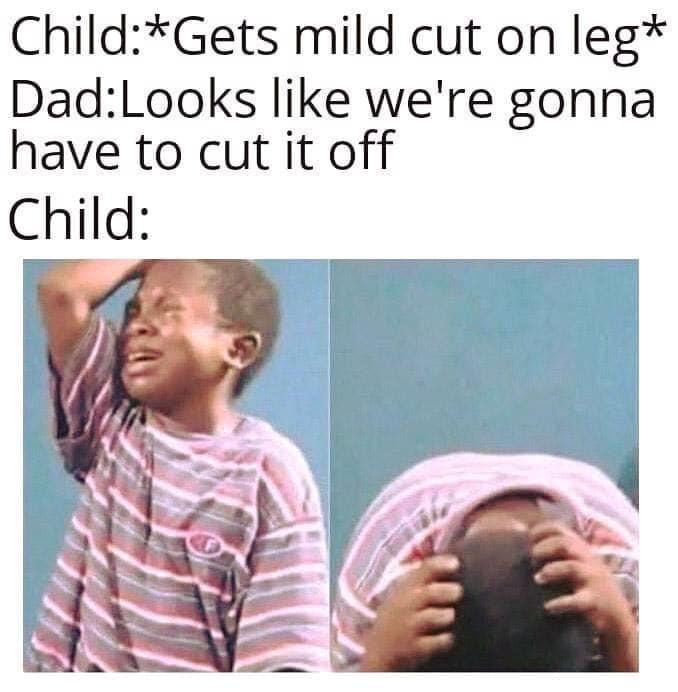 Child:*Gets mild cut on leg*
Dad:Looks like we're gonna
have to cut it off
Child: